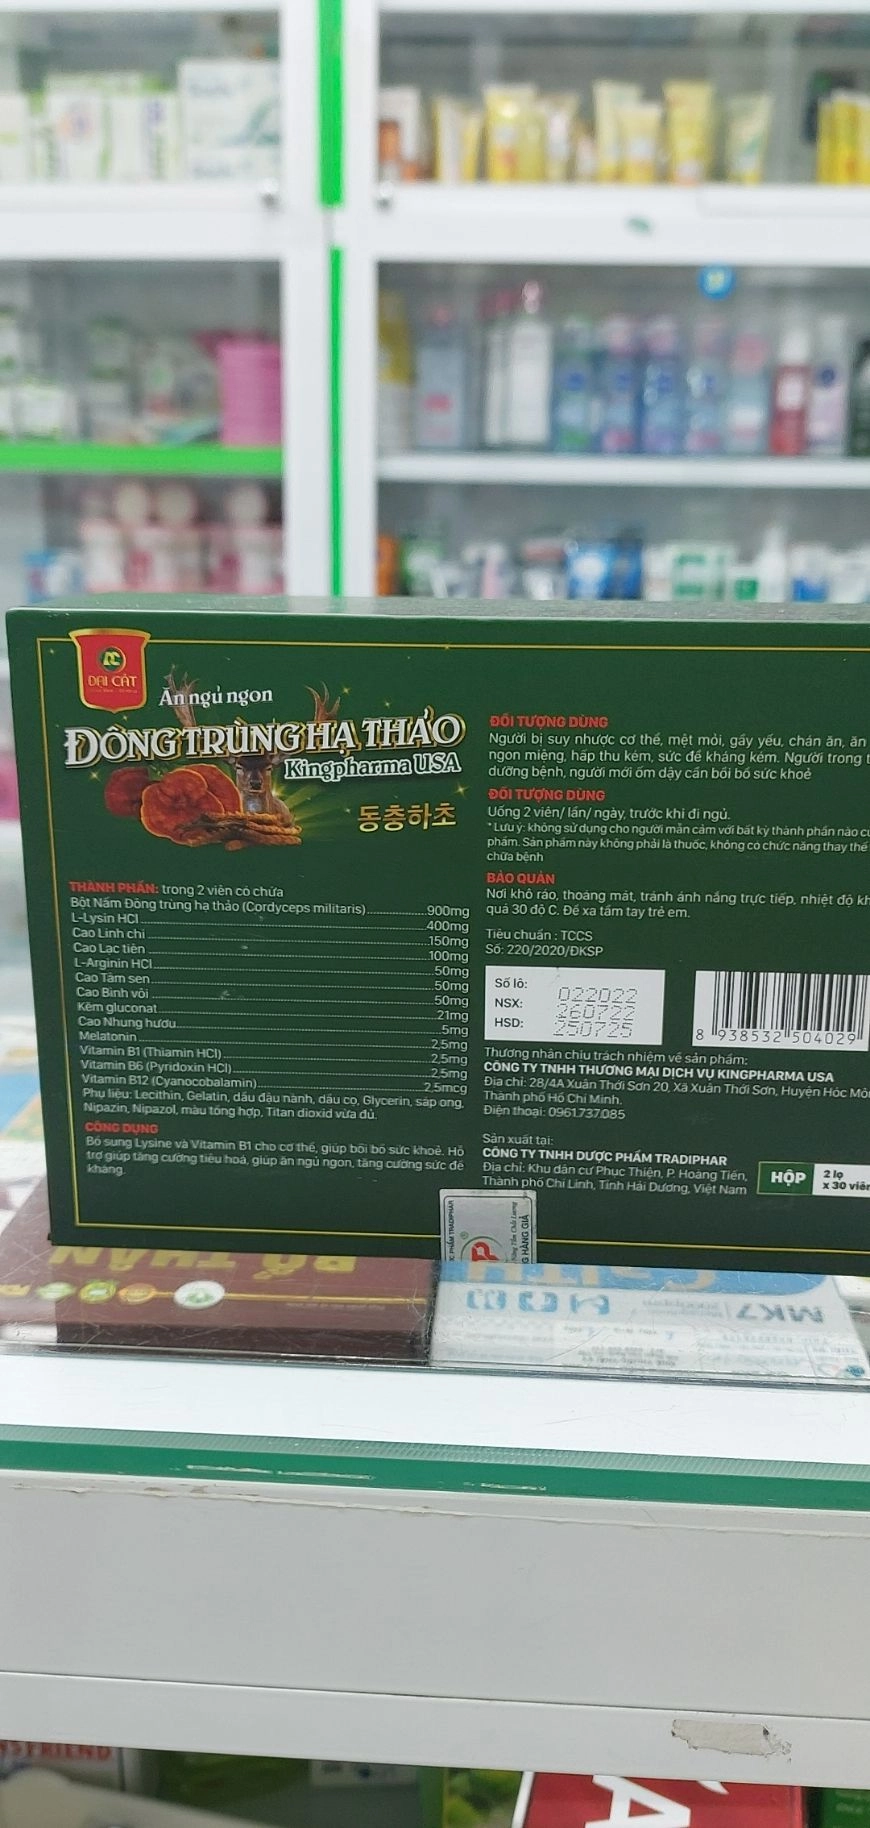 ĐẠI CÁT
Ăn ngủ ngon
ĐÔNG TRÙNG HẠ THẢO
Kingpharma USA
동충하초
THÀNH PHẦN: trong 2 viên có chứa
Bột Nấm Đông trùng hạ thảo (Cordyceps militaris) 900mg
L-Lysin HCl 400mg
Cao Linh chi 150mg
Cao Lạc tiên 100mg
L-Arginin HCl 50mg
Cao Tâm sen 50mg
Cao Bình vôi 50mg
Kẽm gluconat 21mg
Cao Nhung hươu 5mg
Melatonin 2,5mg
Vitamin B1 (Thiamin HCl) 2,5mg
Vitamin B6 (Pyridoxin HCl) 2,5mg
Vitamin B12 (Cyanocobalamin) 2,5mcg
Phụ liệu: Lecithin, Gelatin, dầu đậu nành, dầu cọ, Glycerin, sáp ong,
Nipazin, Nipazol, màu tổng hợp, Titan dioxid vừa đủ.
CÔNG DỤNG
Bổ sung Lysine và Vitamin B1 cho cơ thể, giúp bồi bổ sức khoẻ. Hỗ
trợ giúp tăng cường tiêu hoá, giúp ăn ngủ ngon, tăng cường sức đề
kháng.
ĐỐI TƯỢNG DÙNG
Người bị suy nhược cơ thể, mệt mỏi, gầy yếu, chán ăn, ăn
ngon miệng, hấp thu kém, sức đề kháng kém. Người trong t
dưỡng bệnh, người mới ốm dậy cần bồi bổ sức khoẻ
ĐỐI TƯỢNG DÙNG
Uống 2 viên/ lần/ ngày, trước khi đi ngủ.
*Lưu ý: không sử dụng cho người mẫn cảm với bất kỳ thành phần nào củ
phẩm. Sản phẩm này không phải là thuốc, không có chức năng thay thế
chữa bệnh
BẢO QUẢN
Nơi khô ráo, thoáng mát, tránh ánh nắng trực tiếp, nhiệt độ kh
quá 30 độ C. Để xa tầm tay trẻ em.
Tiêu chuẩn : TCCS
Số: 220/2020/ĐKSP
Số lô: 022022
NSX: 260722
HSD: 250725
8 938532 504029
Thương nhân chịu trách nhiệm về sản phẩm:
CÔNG TY TNHH THƯƠNG MẠI DỊCH VỤ KINGPHARMA USA
Địa chỉ: 28/4A Xuân Thới Sơn 20, Xã Xuân Thới Sơn, Huyện Hóc Môn
Thành phố Hồ Chí Minh.
Điện thoại: 0961.737.085
Sản xuất tại:
CÔNG TY TNHH DƯỢC PHẨM TRADIPHAR
Địa chỉ: Khu dân cư Phục Thiện, P. Hoàng Tiến,
Thành phố Chí Linh, Tỉnh Hải Dương, Việt Nam
HỘP
2 lọ
x 30 viên
G HÀNG GIẢ
MK7